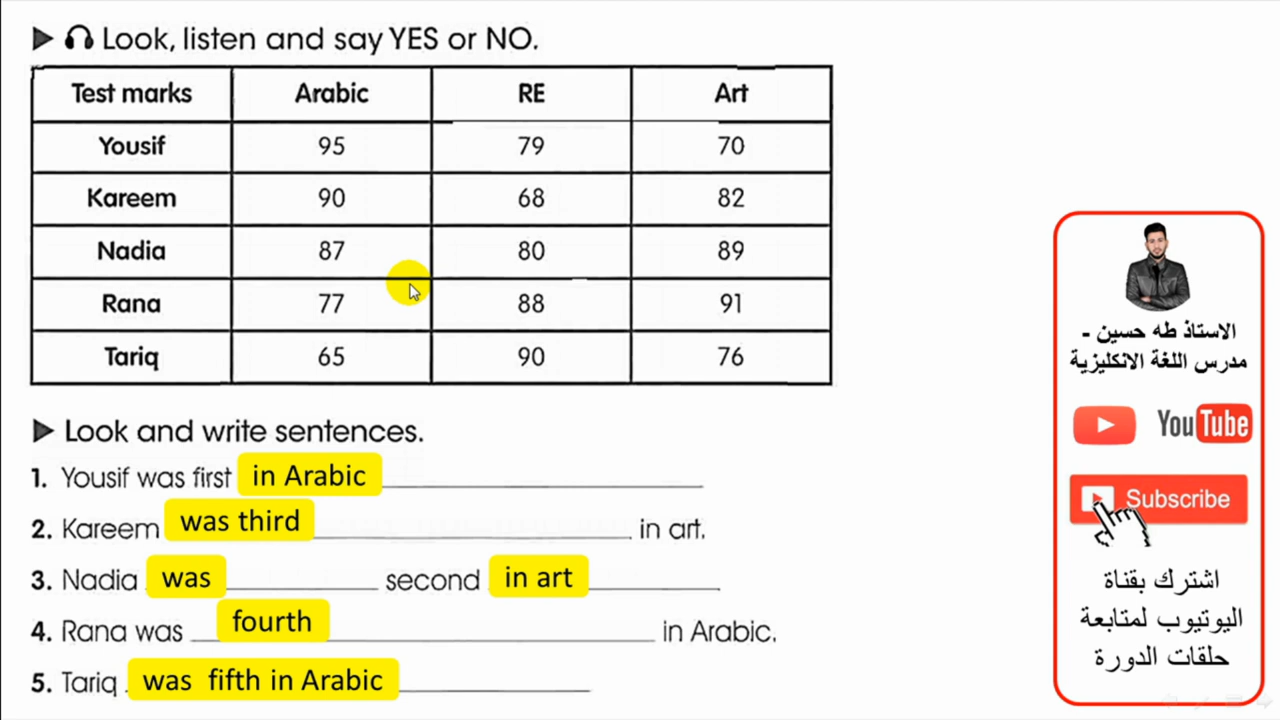 Look, listen and say YES or NO.
Test marks Arabic RE Art
Yousif 95 79 70
Kareem 90 68 82
Nadia 87 80 89
Rana 77 88 91
Tariq 65 90 76
Look and write sentences.
1. Yousif was first in Arabic
2. Kareem was third in art.
3. Nadia was second in art
4. Rana was fourth in Arabic.
5. Tariq was fifth in Arabic
الاستاذ طه حسين -
مدرس اللغة الانكليزية
YouTube
Subscribe
اشترك بقناة
اليوتيوب لمتابعة
حلقات الدورة